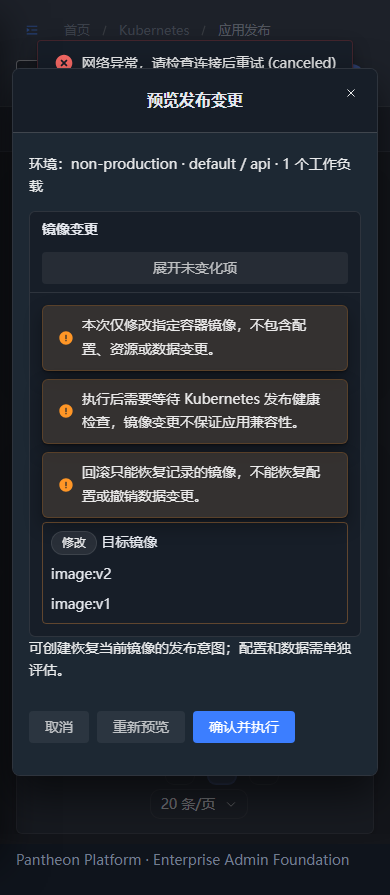 首页 / Kubernetes / 应用发布
网络异常，请检查连接后重试 (canceled)
预览发布变更
环境：non-production · default / api · 1 个工作负
载
镜像变更
展开未变化项
本次仅修改指定容器镜像，不包含配
置、资源或数据变更。
执行后需要等待 Kubernetes 发布健康
检查，镜像变更不保证应用兼容性。
回滚只能恢复记录的镜像，不能恢复配
置或撤销数据变更。
修改 目标镜像
image:v2
image:v1
可创建恢复当前镜像的发布意图；配置和数据需单独
评估。
取消 重新预览 确认并执行
20 条/页
Pantheon Platform · Enterprise Admin Foundation